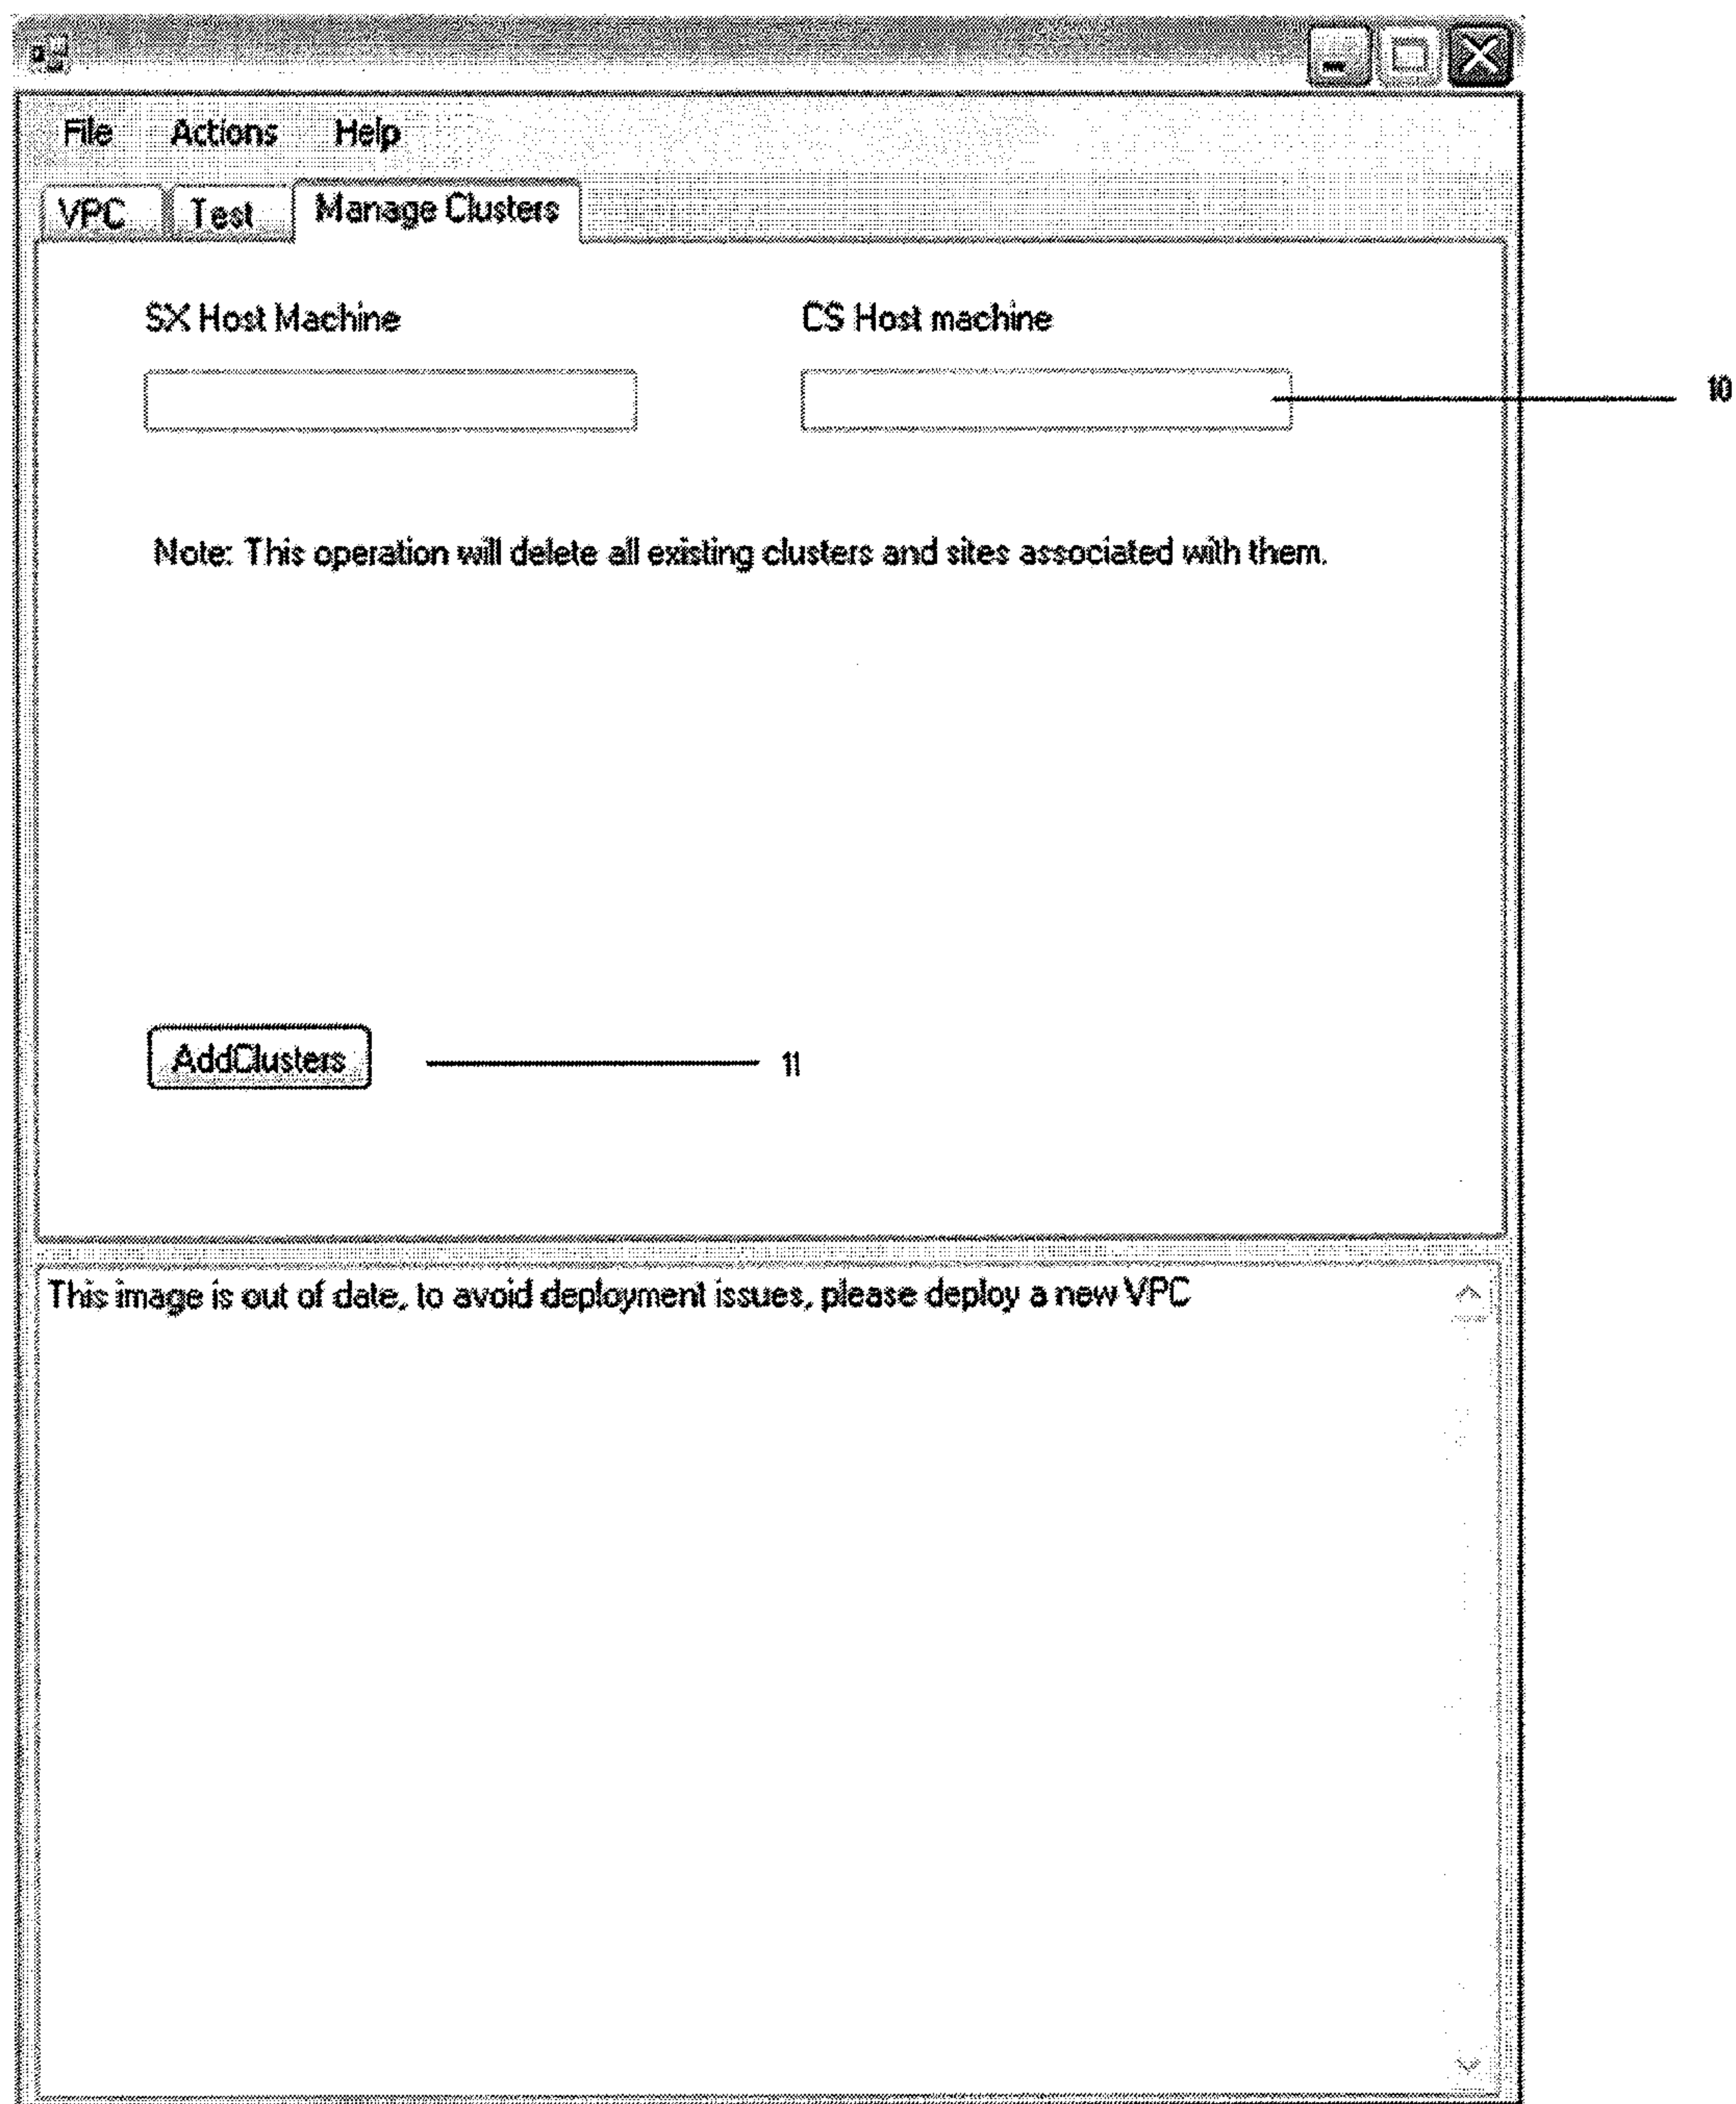 File Actions Help
VPC Test Manage Clusters
SX Host Machine CS Host machine
10
Note: This operation will delete all existing clusters and sites associated with them.
AddClusters 11
This image is out of date, to avoid deployment issues, please deploy a new VPC